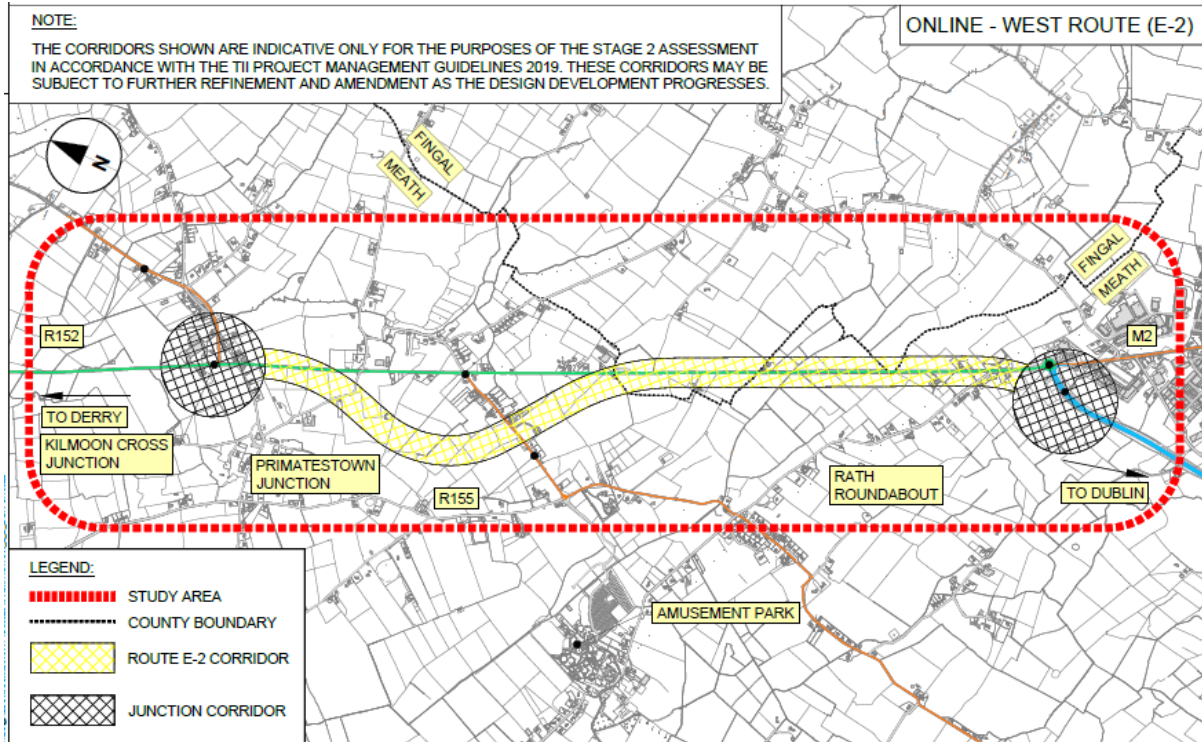 NOTE:
THE CORRIDORS SHOWN ARE INDICATIVE ONLY FOR THE PURPOSES OF THE STAGE 2 ASSESSMENT
IN ACCORDANCE WITH THE TII PROJECT MANAGEMENT GUIDELINES 2019. THESE CORRIDORS MAY BE
SUBJECT TO FURTHER REFINEMENT AND AMENDMENT AS THE DESIGN DEVELOPMENT PROGRESSES.
ONLINE - WEST ROUTE (E-2)
N
FINGAL
MEATH
FINGAL
MEATH
R152
M2
TO DERRY
KILMOON CROSS
JUNCTION
PRIMATESTOWN
JUNCTION
R155
RATH
ROUNDABOUT
TO DUBLIN
AMUSEMENT PARK
LEGEND:
STUDY AREA
COUNTY BOUNDARY
ROUTE E-2 CORRIDOR
JUNCTION CORRIDOR